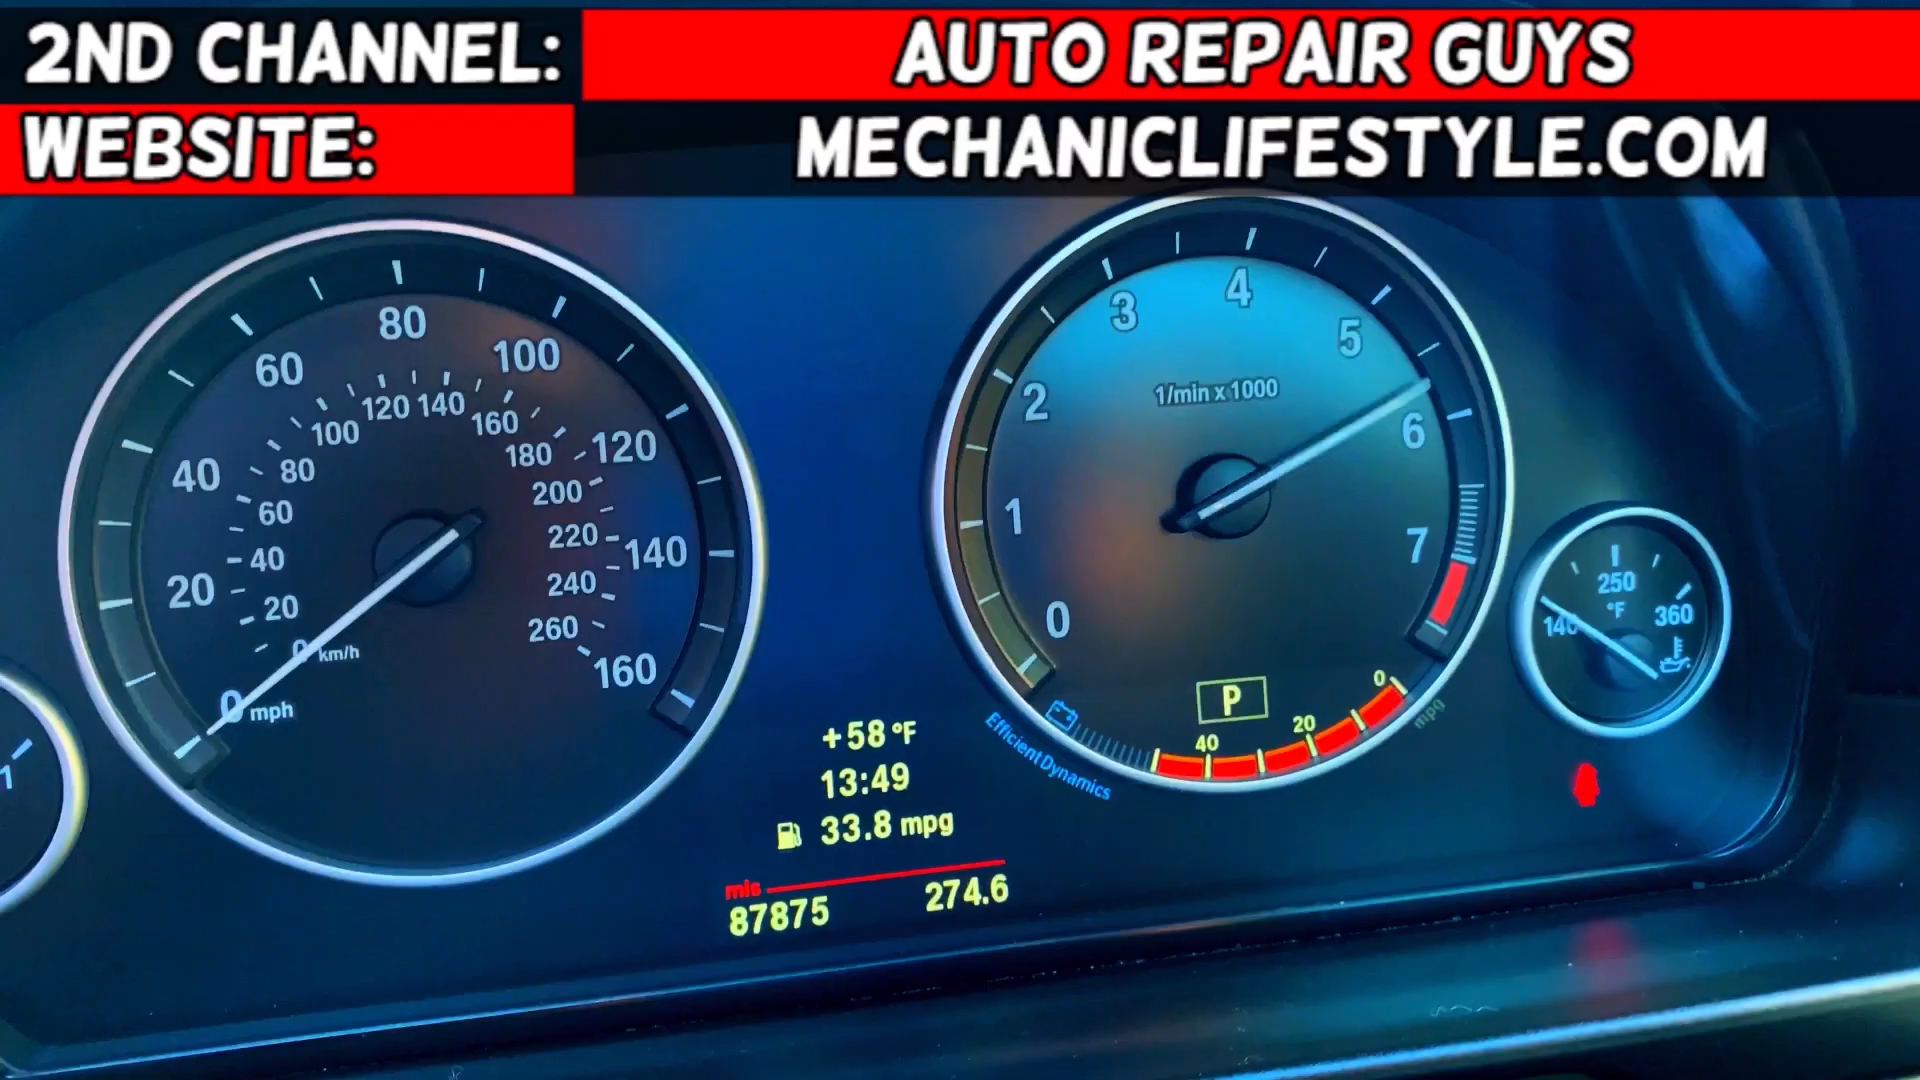 2ND CHANNEL: AUTO REPAIR GUYS
WEBSITE: MECHANICLIFESTYLE.COM
0 20 40 60 80 100 120 140 160
mph
0 20 40 60 80 100 120 140 160 180 200 220 240 260
km/h
0 1 2 3 4 5 6 7
1/min x 1000
P
40 20 0
mpg
EfficientDynamics
140 250 360
°F
1
+58 °F
13:49
33.8 mpg
mls
87875 274.6